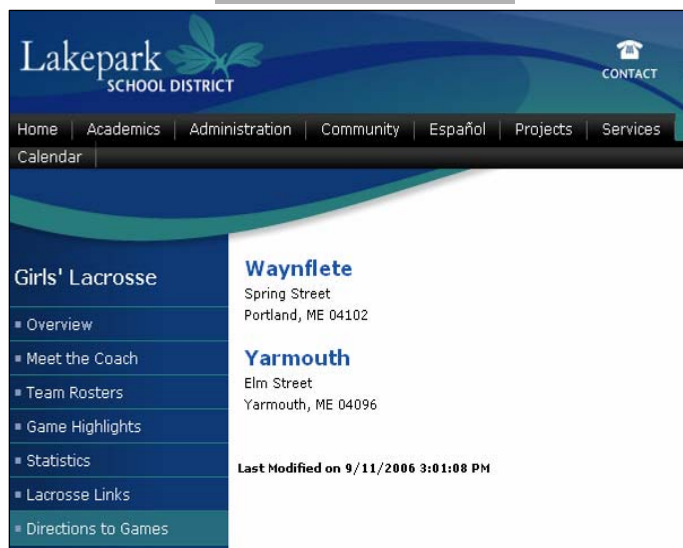 Lakepark
SCHOOL DISTRICT
CONTACT
Home Academics Administration Community Español Projects Services
Calendar
Girls' Lacrosse
Overview
Meet the Coach
Team Rosters
Game Highlights
Statistics
Lacrosse Links
Directions to Games
Waynflete
Spring Street
Portland, ME 04102
Yarmouth
Elm Street
Yarmouth, ME 04096
Last Modified on 9/11/2006 3:01:08 PM